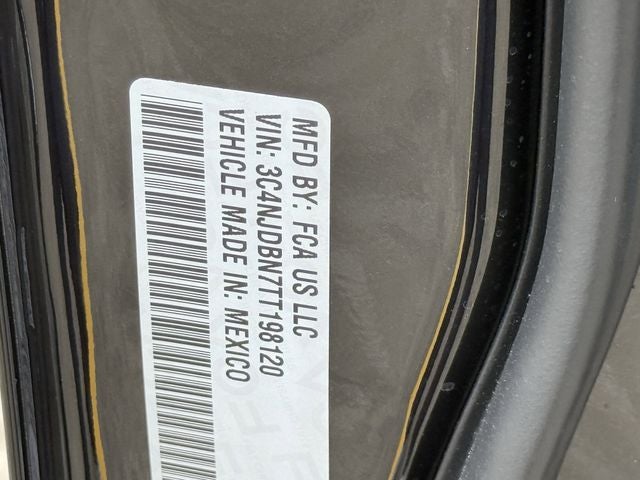 MFD BY: FCA US LLC
VIN: 3C4NJDBN7TT198120
VEHICLE MADE IN: MEXICO